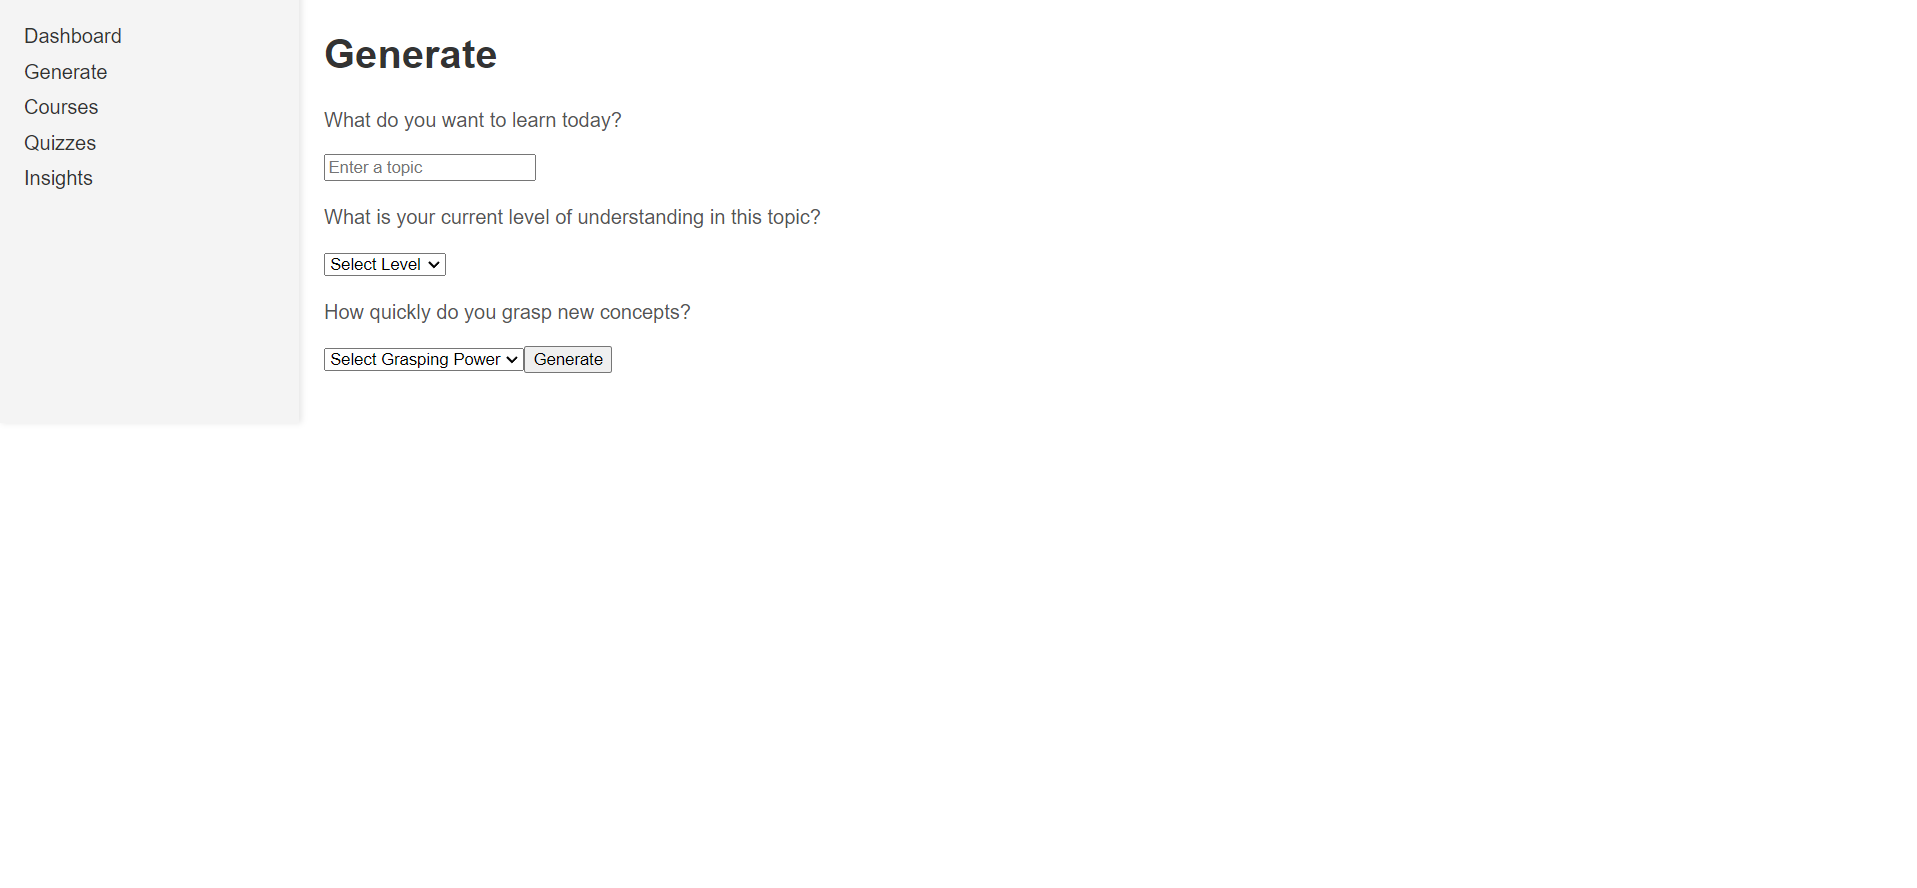 Dashboard
Generate
Courses
Quizzes
Insights
Generate
What do you want to learn today?
Enter a topic
What is your current level of understanding in this topic?
Select Level
How quickly do you grasp new concepts?
Select Grasping Power Generate